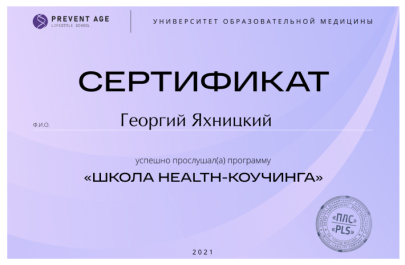 PREVENT AGE
LIFESTYLE SCHOOL
УНИВЕРСИТЕТ ОБРАЗОВАТЕЛЬНОЙ МЕДИЦИНЫ
СЕРТИФИКАТ
Ф.И.О.
Георгий Яхницкий
успешно прослушал(а) программу
«ШКОЛА HEALTH-КОУЧИНГА»
«ПЛС»
«PLS»
2021